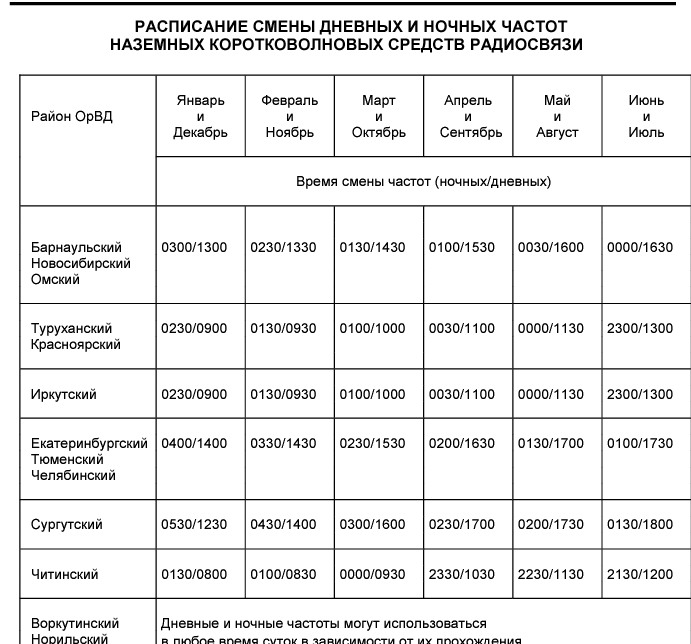 РАСПИСАНИЕ СМЕНЫ ДНЕВНЫХ И НОЧНЫХ ЧАСТОТ
НАЗЕМНЫХ КОРОТКОВОЛНОВЫХ СРЕДСТВ РАДИОСВЯЗИ
Район ОрВД
Январь и Декабрь
Февраль и Ноябрь
Март и Октябрь
Апрель и Сентябрь
Май и Август
Июнь и Июль
Время смены частот (ночных/дневных)
Барнаульский 0300/1300 0230/1330 0130/1430 0100/1530 0030/1600 0000/1630
Новосибирский
Омский
Туруханский 0230/0900 0130/0930 0100/1000 0030/1100 0000/1130 2300/1300
Красноярский
Иркутский 0230/0900 0130/0930 0100/1000 0030/1100 0000/1130 2300/1300
Екатеринбургский 0400/1400 0330/1430 0230/1530 0200/1630 0130/1700 0100/1730
Тюменский
Челябинский
Сургутский 0530/1230 0430/1400 0300/1600 0230/1700 0200/1730 0130/1800
Читинский 0130/0800 0100/0830 0000/0930 2330/1030 2230/1130 2130/1200
Воркутинский Дневные и ночные частоты могут использоваться
Норильский в любое время суток в зависимости от их прохождения